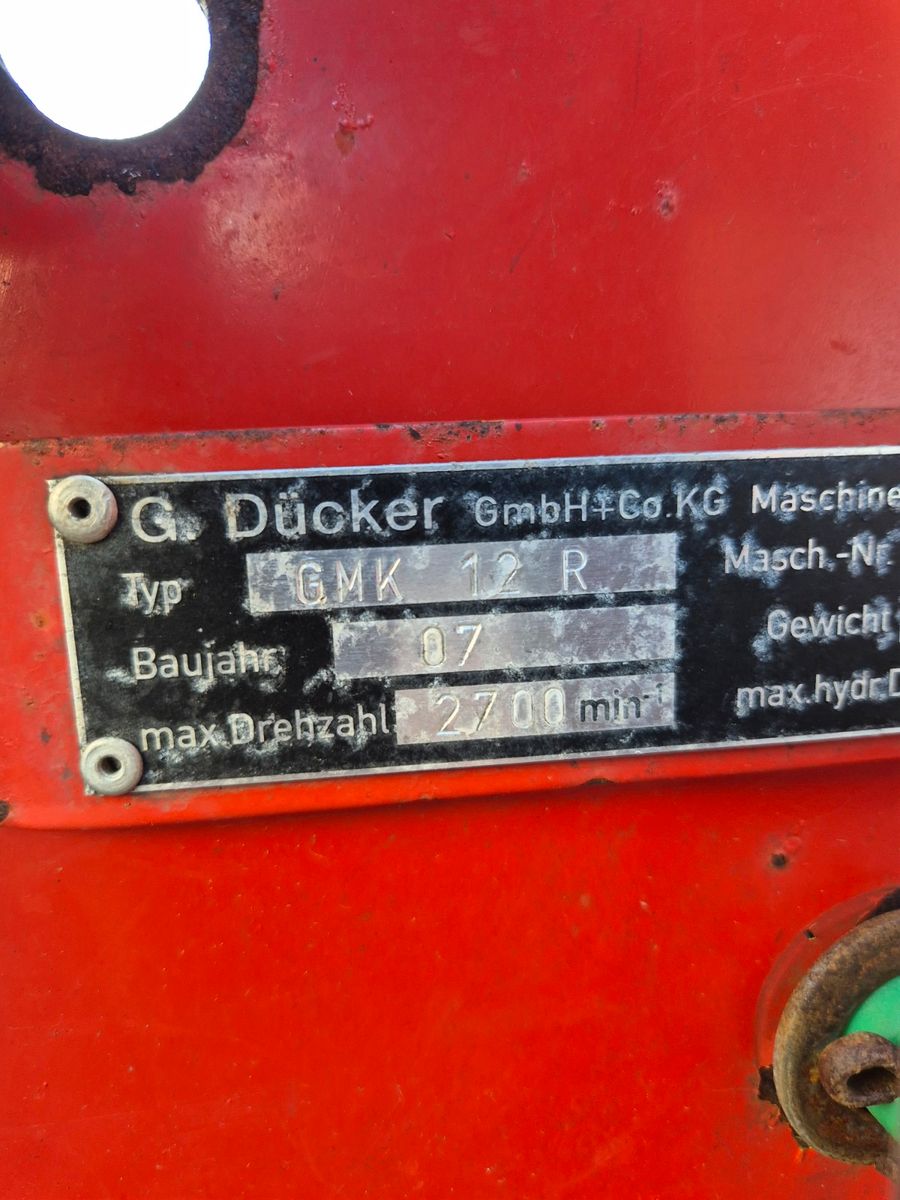 G. Dücker GmbH+Co.KG Maschine
Typ GMK 12 R Masch.-Nr.
Baujahr 07 Gewicht
max.Drehzahl 2700 min-1 max.hydr.D